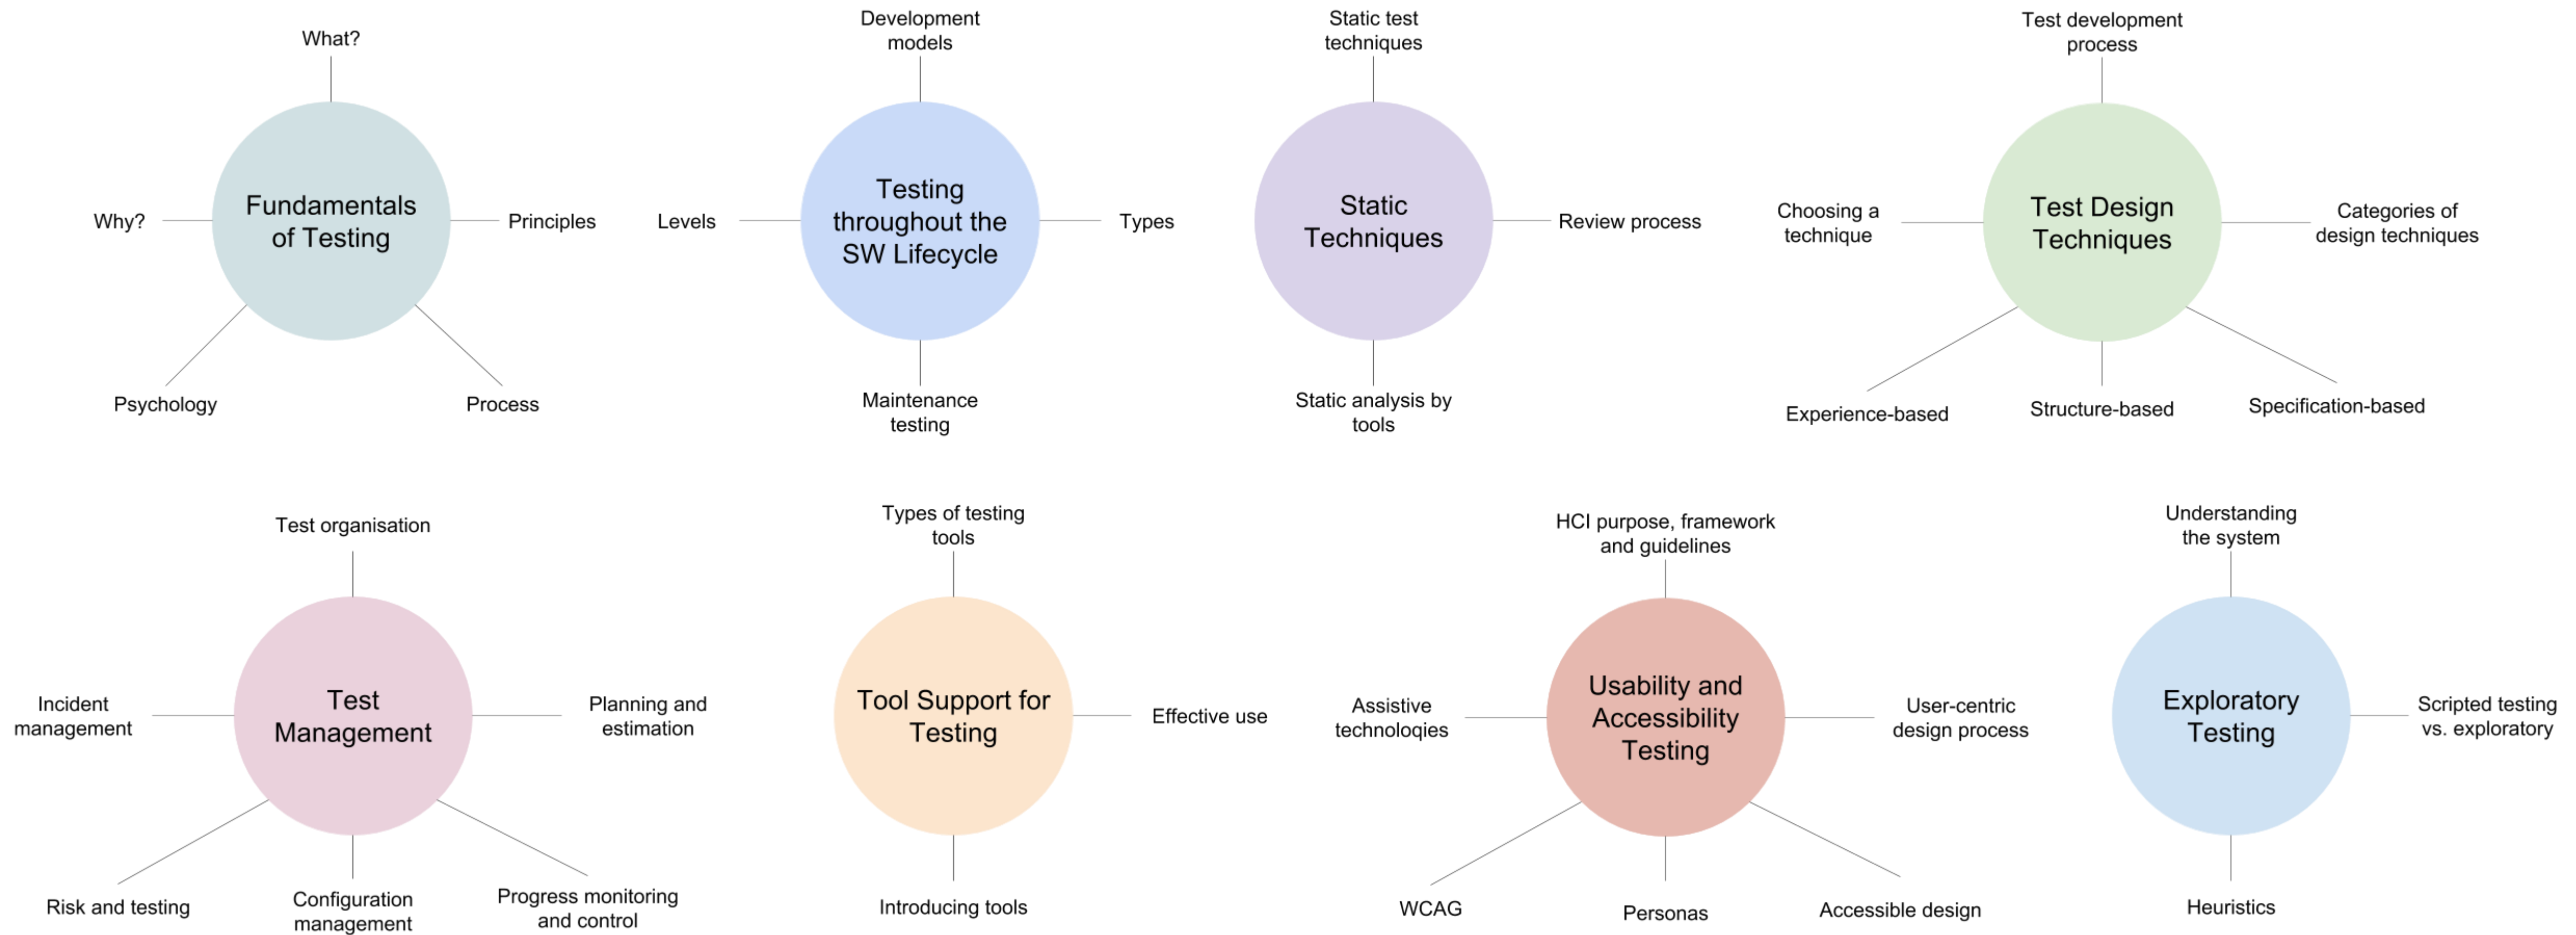 What?
Why?
Fundamentals
of Testing
Principles
Psychology
Process
Development
models
Levels
Testing
throughout the
SW Lifecycle
Types
Maintenance
testing
Static test
techniques
Static
Techniques
Review process
Static analysis by
tools
Test development
process
Choosing a
technique
Test Design
Techniques
Categories of
design techniques
Experience-based
Structure-based
Specification-based
Test organisation
Incident
management
Test
Management
Planning and
estimation
Risk and testing
Configuration
management
Progress monitoring
and control
Types of testing
tools
Tool Support for
Testing
Effective use
Introducing tools
HCI purpose, framework
and guidelines
Assistive
technologies
Usability and
Accessibility
Testing
User-centric
design process
WCAG
Personas
Accessible design
Understanding
the system
Exploratory
Testing
Scripted testing
vs. exploratory
Heuristics